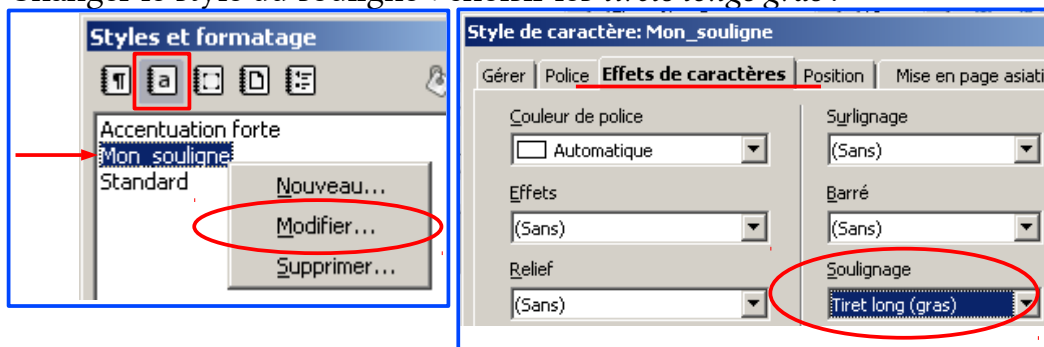 Styles et formatage
Accentuation forte
Mon_souligne
Standard
Nouveau...
Modifier...
Supprimer...
Style de caractère: Mon_souligne
Gérer Police Effets de caractères Position Mise en page asiati
Couleur de police Surlignage
Automatique (Sans)
Effets Barré
(Sans) (Sans)
Relief Soulignage
(Sans) Tiret long (gras)